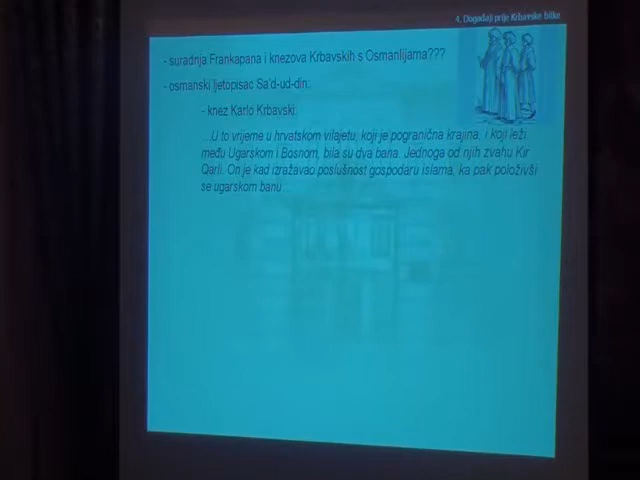 4. Događaji prije Krbavske bitke
- suradnja Frankapana i knezova Krbavskih s Osmanlijama???
- osmanski ljetopisac Sa'd-ud-din:
- knez Karlo Krbavski:
...U to vrijeme u hrvatskom vilajetu, koji je pogranična krajina, i koji leži
među Ugarskom i Bosnom, bila su dva bana. Jednoga od njih zvahu Kir
Qarli. On je kad izražavao poslušnost gospodaru islama, ka pak položivši
se ugarskom banu...